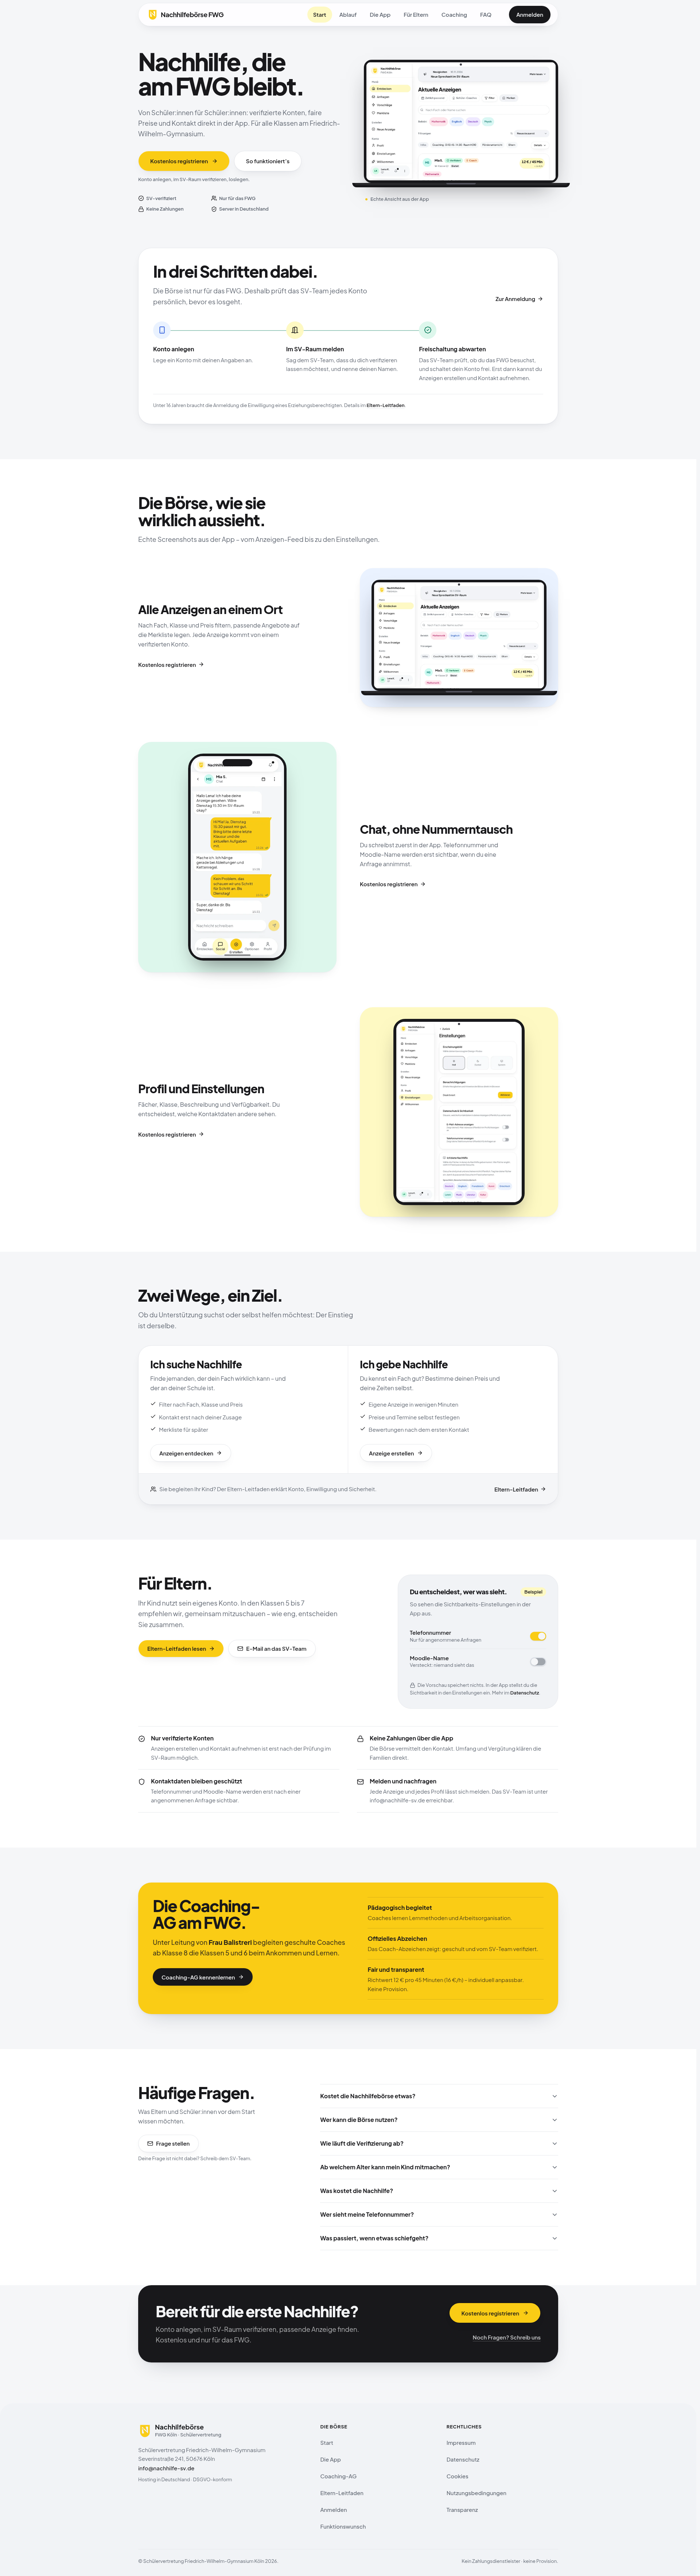 Nachhilfebörse FWG
Start
Ablauf
Die App
Für Eltern
Coaching
FAQ
Anmelden
Nachhilfe, die
am FWG bleibt.
Von Schüler:innen für Schüler:innen: verifizierte Konten, faire
Preise und Kontakt direkt in der App. Für alle Klassen am Friedrich-
Wilhelm-Gymnasium.
Kostenlos registrieren
So funktioniert's
Konto anlegen, im SV-Raum verifizieren, loslegen.
SV-verifiziert
Nur für das FWG
Keine Zahlungen
Server in Deutschland
Aktuelle Anzeigen
Echte Ansicht aus der App
In drei Schritten dabei.
Die Börse ist nur für das FWG. Deshalb prüft das SV-Team jedes Konto
persönlich, bevor es losgeht.
Zur Anmeldung
Konto anlegen
Lege ein Konto mit deinen Angaben an.
Im SV-Raum melden
Sag dem SV-Team, dass du dich verifizieren
lassen möchtest, und nenne deinen Namen.
Freischaltung abwarten
Das SV-Team prüft, ob du das FWG besuchst,
und schaltet dein Konto frei. Erst dann kannst du
Anzeigen erstellen und Kontakt aufnehmen.
Unter 16 Jahren braucht die Anmeldung die Einwilligung eines Erziehungsberechtigten. Details im Eltern-Leitfaden.
Die Börse, wie sie
wirklich aussieht.
Echte Screenshots aus der App – vom Anzeigen-Feed bis zu den Einstellungen.
Alle Anzeigen an einem Ort
Nach Fach, Klasse und Preis filtern, passende Angebote auf
die Merkliste legen. Jede Anzeige kommt von einem
verifizierten Konto.
Kostenlos registrieren
Aktuelle Anzeigen
Mia S.
Chat
Nachricht schreiben
Chat, ohne Nummerntausch
Du schreibst zuerst in der App. Telefonnummer und
Moodle-Name werden erst sichtbar, wenn du eine
Anfrage annimmst.
Kostenlos registrieren
Profil und Einstellungen
Fächer, Klasse, Beschreibung und Verfügbarkeit. Du
entscheidest, welche Kontaktdaten andere sehen.
Kostenlos registrieren
Einstellungen
Zwei Wege, ein Ziel.
Ob du Unterstützung suchst oder selbst helfen möchtest: Der Einstieg
ist derselbe.
Ich suche Nachhilfe
Finde jemanden, der dein Fach wirklich kann – und
der an deiner Schule ist.
Filter nach Fach, Klasse und Preis
Kontakt erst nach deiner Zusage
Merkliste für später
Anzeigen entdecken
Ich gebe Nachhilfe
Du kennst ein Fach gut? Bestimme deinen Preis und
deine Zeiten selbst.
Eigene Anzeige in wenigen Minuten
Preise und Termine selbst festlegen
Bewertungen nach dem ersten Kontakt
Anzeige erstellen
Sie begleiten Ihr Kind? Der Eltern-Leitfaden erklärt Konto, Einwilligung und Sicherheit.
Eltern-Leitfaden
Für Eltern.
Ihr Kind nutzt sein eigenes Konto. In den Klassen 5 bis 7
empfehlen wir, gemeinsam mitzuschauen – wie eng, entscheiden
Sie zusammen.
Eltern-Leitfaden lesen
E-Mail an das SV-Team
Du entscheidest, wer was sieht.
Beispiel
So sehen die Sichtbarkeits-Einstellungen in der
App aus.
Telefonnummer
Nur für angenommene Anfragen
Moodle-Name
Versteckt: niemand sieht das
Die Vorschau speichert nichts. In der App stellst du die
Sichtbarkeit in den Einstellungen ein. Mehr im Datenschutz.
Nur verifizierte Konten
Anzeigen erstellen und Kontakt aufnehmen ist erst nach der Prüfung im
SV-Raum möglich.
Keine Zahlungen über die App
Die Börse vermittelt den Kontakt. Umfang und Vergütung klären die
Familien direkt.
Kontaktdaten bleiben geschützt
Telefonnummer und Moodle-Name werden erst nach einer
angenommenen Anfrage sichtbar.
Melden und nachfragen
Jede Anzeige und jedes Profil lässt sich melden. Das SV-Team ist unter
info@nachhilfe-sv.de erreichbar.
Die Coaching-
AG am FWG.
Unter Leitung von Frau Balistreri begleiten geschulte Coaches
ab Klasse 8 die Klassen 5 und 6 beim Ankommen und Lernen.
Coaching-AG kennenlernen
Pädagogisch begleitet
Coaches lernen Lernmethoden und Arbeitsorganisation.
Offizielles Abzeichen
Das Coach-Abzeichen zeigt: geschult und vom SV-Team verifiziert.
Fair und transparent
Richtwert 12 € pro 45 Minuten (16 €/h) – individuell anpassbar.
Keine Provision.
Häufige Fragen.
Was Eltern und Schüler:innen vor dem Start
wissen möchten.
Frage stellen
Deine Frage ist nicht dabei? Schreib dem SV-Team.
Kostet die Nachhilfebörse etwas?
Wer kann die Börse nutzen?
Wie läuft die Verifizierung ab?
Ab welchem Alter kann mein Kind mitmachen?
Was kostet die Nachhilfe?
Wer sieht meine Telefonnummer?
Was passiert, wenn etwas schiefgeht?
Bereit für die erste Nachhilfe?
Konto anlegen, im SV-Raum verifizieren, passende Anzeige finden.
Kostenlos und nur für das FWG.
Kostenlos registrieren
Noch Fragen? Schreib uns
Nachhilfebörse
FWG Köln · Schülervertretung
Schülervertretung Friedrich-Wilhelm-Gymnasium
Severinstraße 241, 50676 Köln
info@nachhilfe-sv.de
Hosting in Deutschland · DSGVO-konform
DIE BÖRSE
Start
Die App
Coaching-AG
Eltern-Leitfaden
Anmelden
Funktionswunsch
RECHTLICHES
Impressum
Datenschutz
Cookies
Nutzungsbedingungen
Transparenz
© Schülervertretung Friedrich-Wilhelm-Gymnasium Köln 2026.
Kein Zahlungsdienstleister · keine Provision.